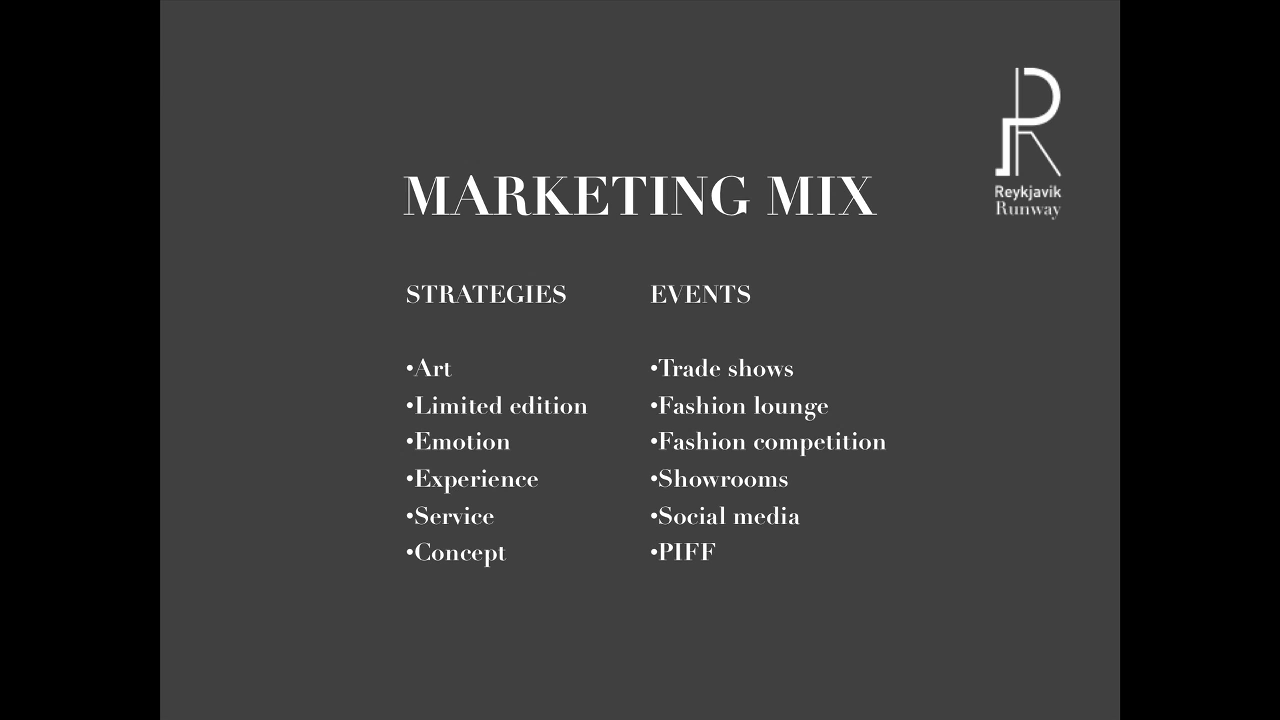 Reykjavik
Runway
MARKETING MIX
STRATEGIES
•Art
•Limited edition
•Emotion
•Experience
•Service
•Concept
EVENTS
•Trade shows
•Fashion lounge
•Fashion competition
•Showrooms
•Social media
•PIFF